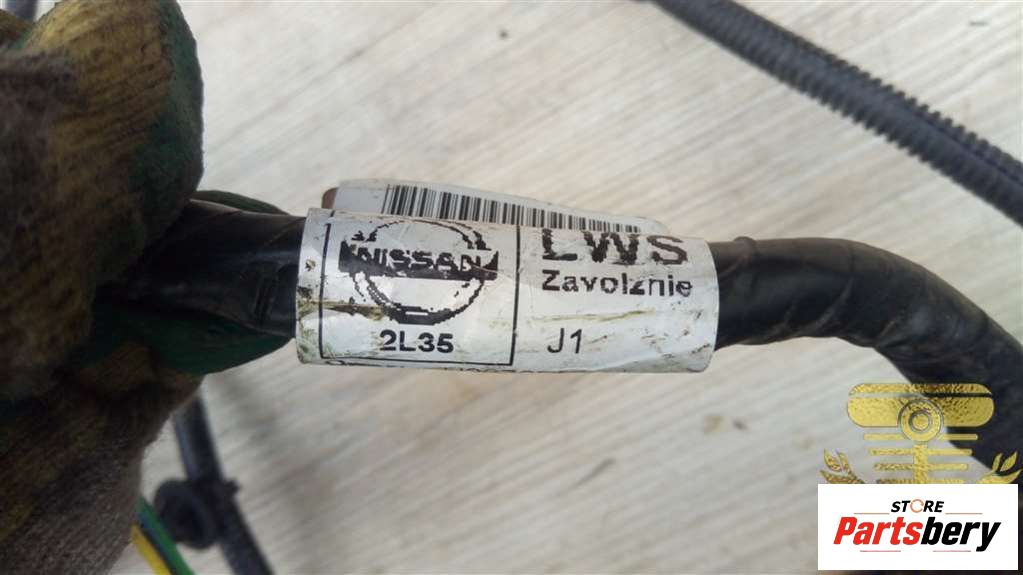 NISSAN
2L35
LWS
Zavolznie
J1
STORE
Partsbery